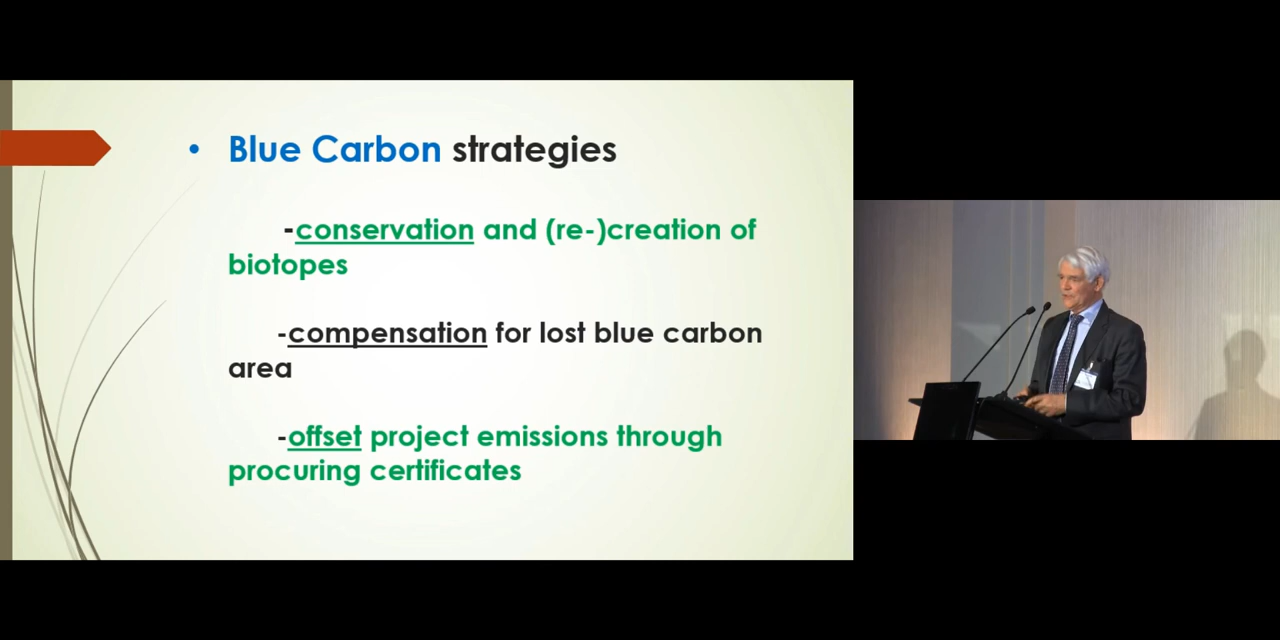 • Blue Carbon strategies
-conservation and (re-)creation of
biotopes
-compensation for lost blue carbon
area
-offset project emissions through
procuring certificates